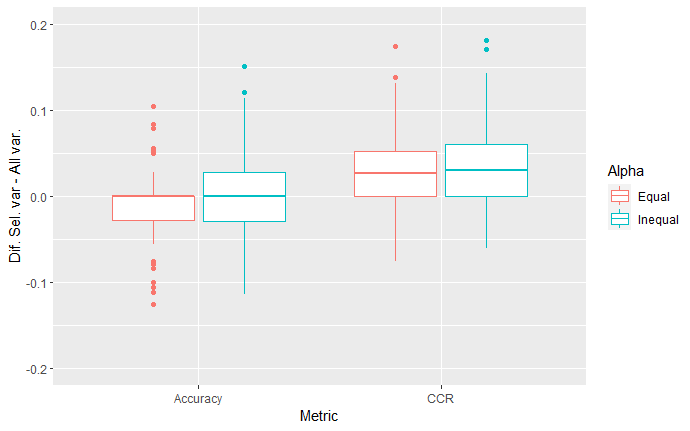 0.2
0.1
0.0
-0.1
-0.2
Dif. Sel. var - All var.
Accuracy
CCR
Metric
Alpha
Equal
Inequal